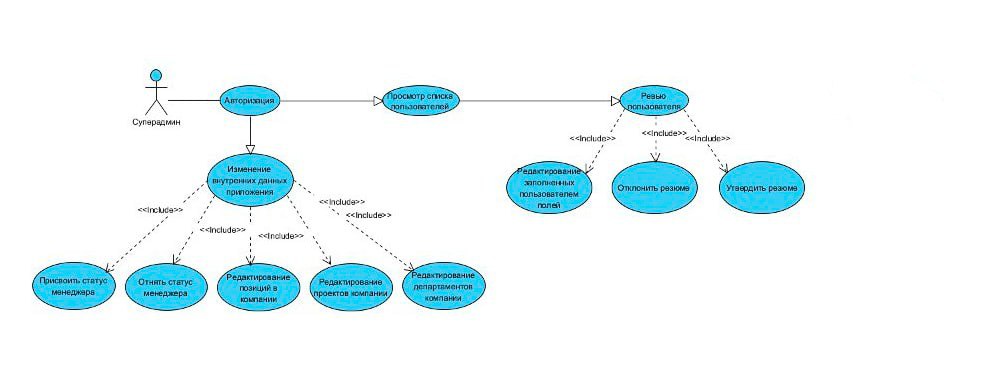 Суперадмин
Авторизация
Просмотр списка
пользователей
Ревью
пользователя
<<Include>>
<<Include>>
<<Include>>
Редактирование
заполненных
пользователем
полей
Отклонить резюме
Утвердить резюме
Изменение
внутренних данных
приложения
<<Include>>
<<Include>>
<<Include>>
<<Include>>
<<Include>>
Присвоить статус
менеджера
Отнять статус
менеджера
Редактирование
позиций в
компании
Редактирование
проектов компании
Редактирование
департаментов
компании